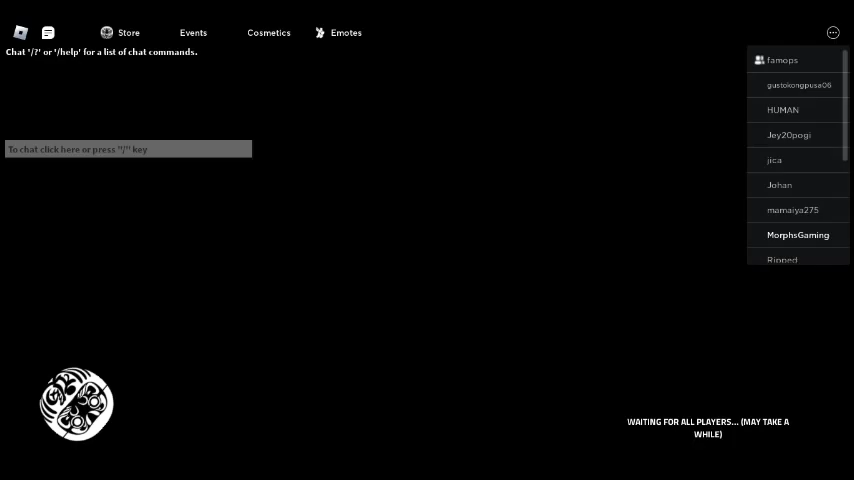 Store
Events
Cosmetics
Emotes
Chat '/?' or '/help' for a list of chat commands.
To chat click here or press "/" key
famops
gustokongpusa06
HUMAN
Jey20pogi
jica
Johan
mamaiya275
MorphsGaming
Ripped
WAITING FOR ALL PLAYERS... (MAY TAKE A
WHILE)